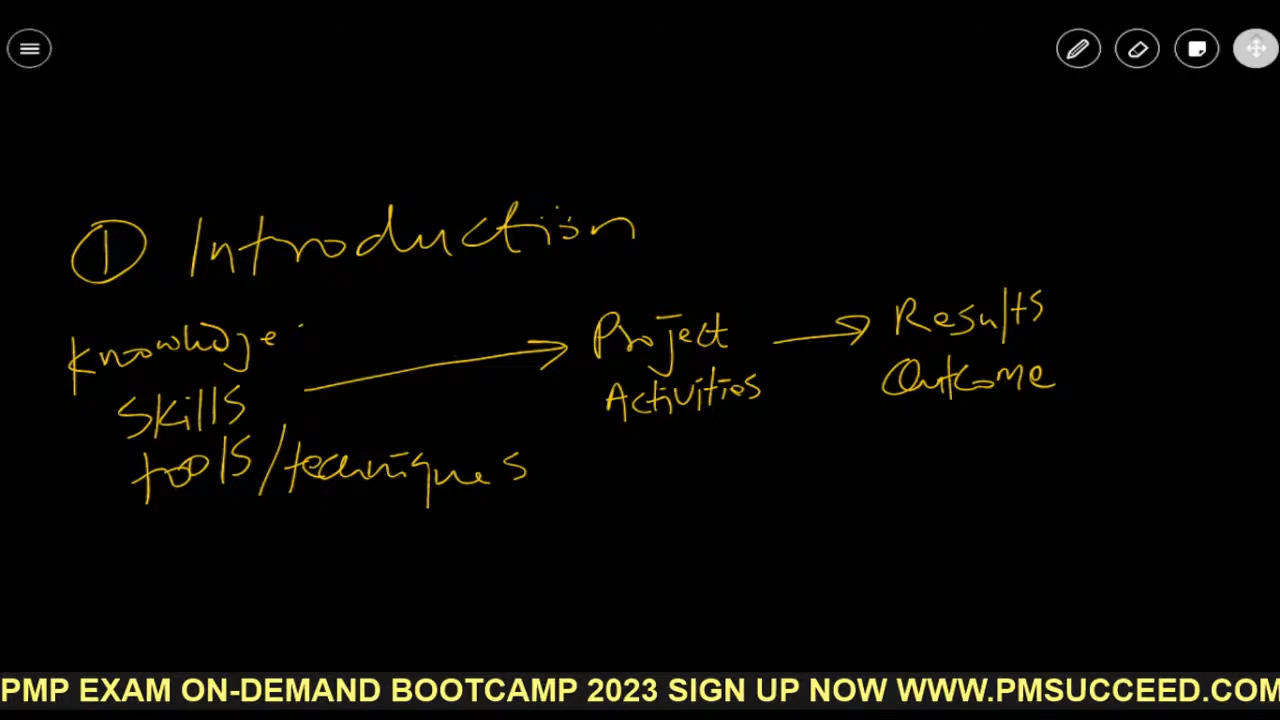 ① Introduction
Knowledge
Skills
tools/techniques
Project
Activities
Results
Outcome
PMP EXAM ON-DEMAND BOOTCAMP 2023 SIGN UP NOW WWW.PMSUCCEED.COM